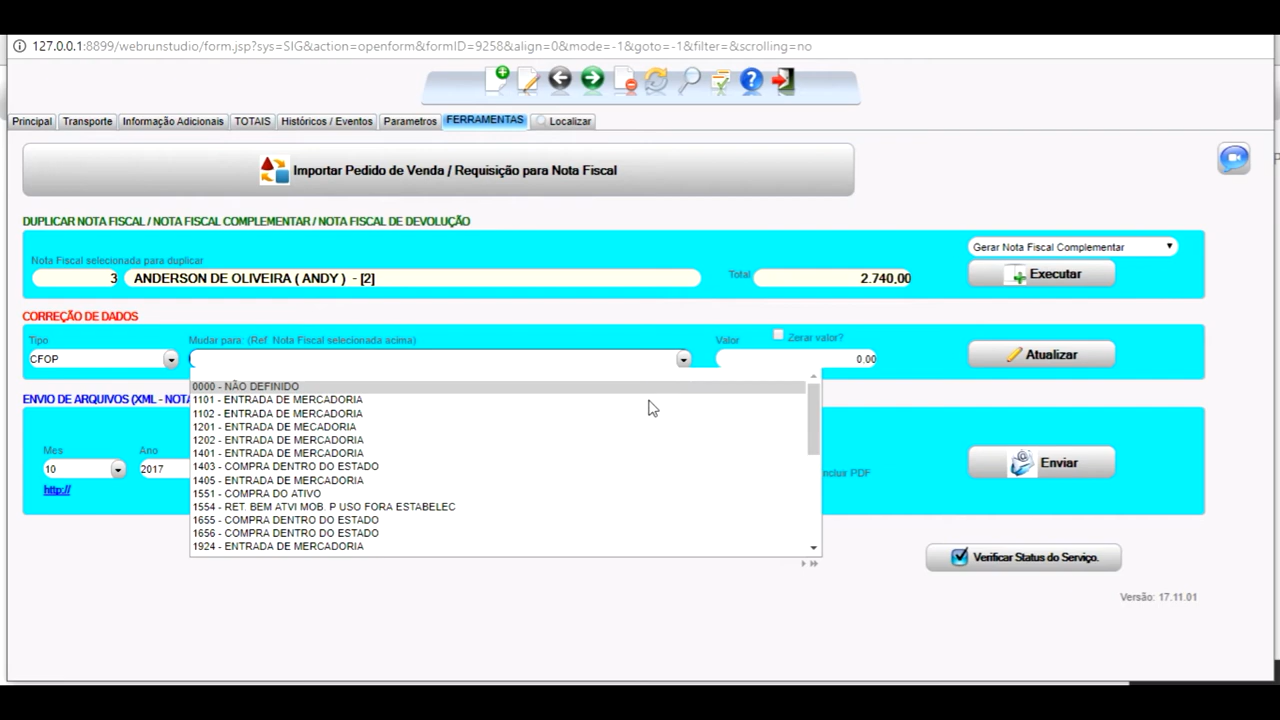 127.0.0.1:8899/webrunstudio/form.jsp?sys=SIG&action=openform&formID=9258&align=0&mode=-1&goto=-1&filter=&scrolling=no
Principal Transporte Informação Adicionais TOTAIS Históricos / Eventos Parametros FERRAMENTAS Localizar
Importar Pedido de Venda / Requisição para Nota Fiscal
DUPLICAR NOTA FISCAL / NOTA FISCAL COMPLEMENTAR / NOTA FISCAL DE DEVOLUÇÃO
Gerar Nota Fiscal Complementar
Nota Fiscal selecionada para duplicar
3 ANDERSON DE OLIVEIRA ( ANDY ) - [2] Total 2.740,00 Executar
CORREÇÃO DE DADOS
Tipo Mudar para: (Ref Nota Fiscal selecionada acima) Valor Zerar valor?
CFOP 0.00 Atualizar
0000 - NÃO DEFINIDO
ENVIO DE ARQUIVOS (XML - NOTA
1101 - ENTRADA DE MERCADORIA
1102 - ENTRADA DE MERCADORIA
1201 - ENTRADA DE MECADORIA
1202 - ENTRADA DE MERCADORIA
Mes Ano
1401 - ENTRADA DE MERCADORIA
10 2017
1403 - COMPRA DENTRO DO ESTADO
Enviar
1405 - ENTRADA DE MERCADORIA
PDF
http://
1551 - COMPRA DO ATIVO
1554 - RET. BEM ATVI MOB. P USO FORA ESTABELEC
1655 - COMPRA DENTRO DO ESTADO
1656 - COMPRA DENTRO DO ESTADO
1924 - ENTRADA DE MERCADORIA
Verificar Status do Serviço.
Versão: 17.11.01